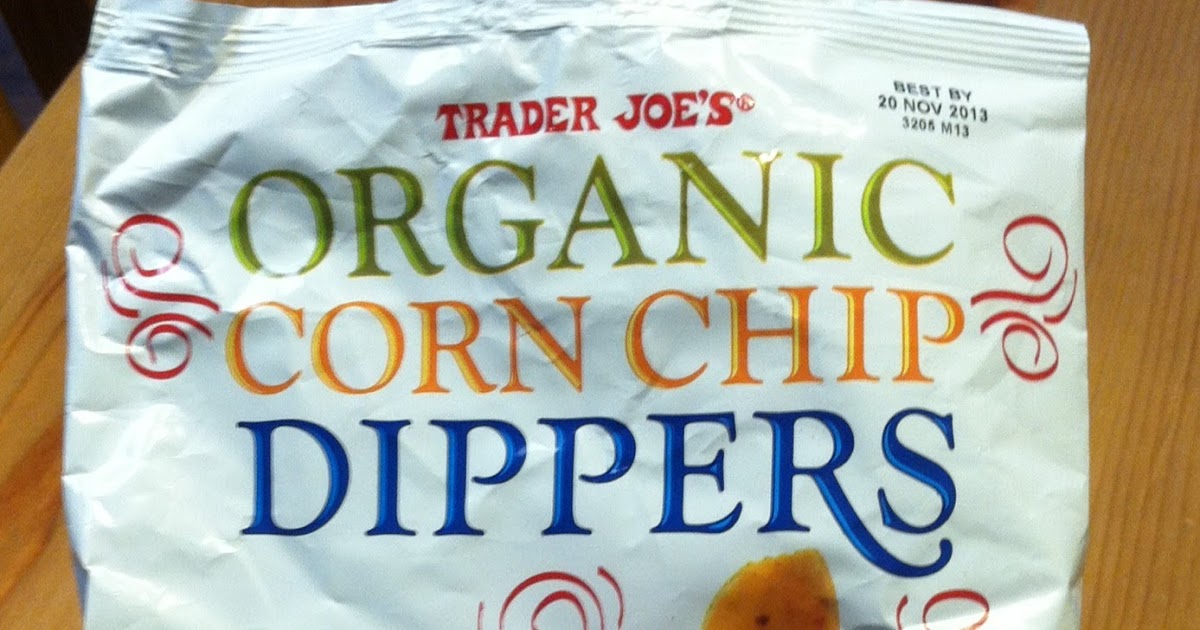 TRADER JOE'S®
BEST BY
20 NOV 2013
3205 M13
ORGANIC
CORN CHIP
DIPPERS